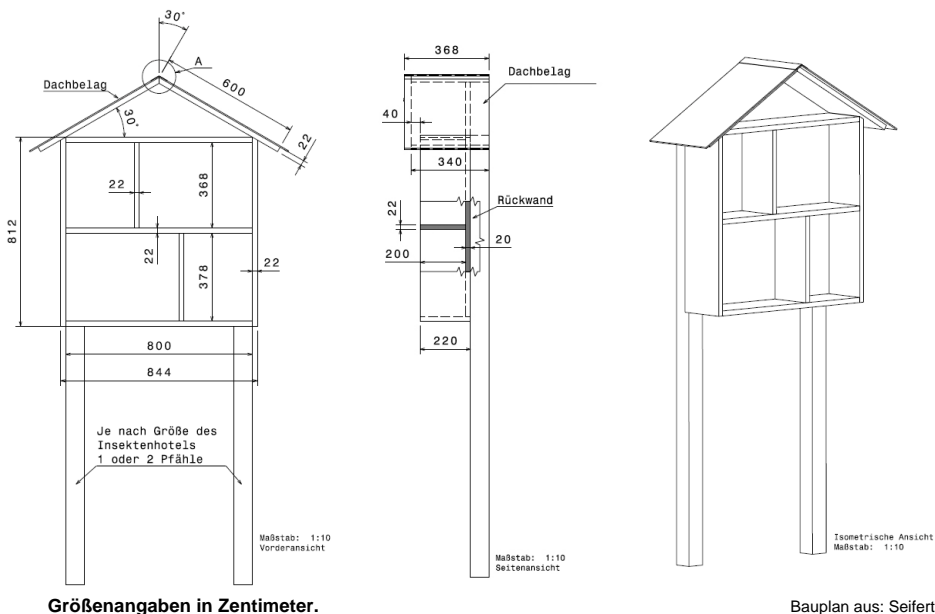 30°
A
600
Dachbelag
30°
22
22
368
812
22
378
22
800
844
Je nach Größe des
Insektenhotels
1 oder 2 Pfähle
Maßstab: 1:10
Vorderansicht
368
Dachbelag
40
340
Rückwand
22
20
200
220
Maßstab: 1:10
Seitenansicht
Isometrische Ansicht
Maßstab: 1:10
Größenangaben in Zentimeter.
Bauplan aus: Seifert